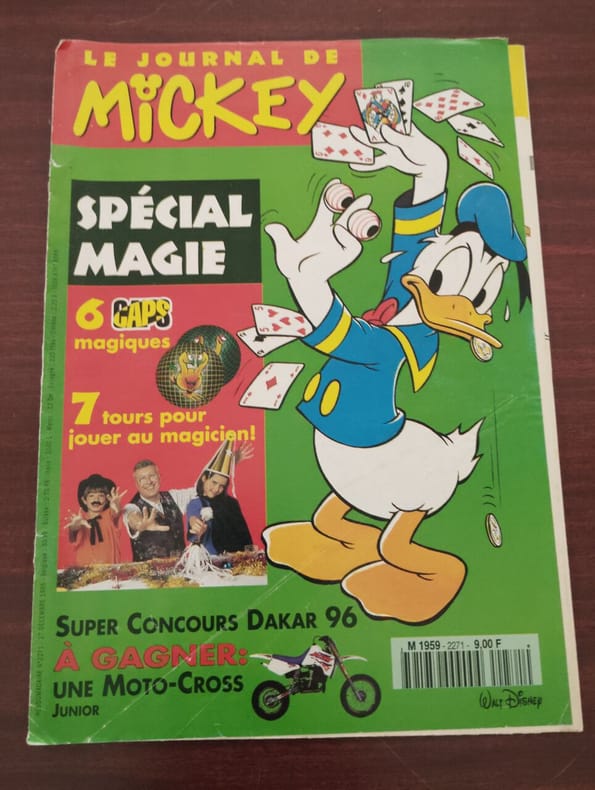 LE JOURNAL DE
MICKEY
SPÉCIAL
MAGIE
6 CAPS
magiques
7 tours pour
jouer au magicien!
SUPER CONCOURS DAKAR 96
À GAGNER:
UNE MOTO-CROSS
JUNIOR
M 1959 - 2271 - 9,00 F
WALT DISNEY